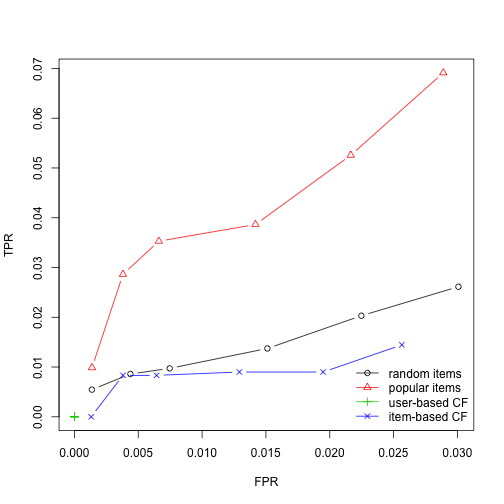 0.07
0.06
0.05
0.04
0.03
0.02
0.01
0.00
TPR
random items
popular items
user-based CF
item-based CF
0.000 0.005 0.010 0.015 0.020 0.025 0.030
FPR